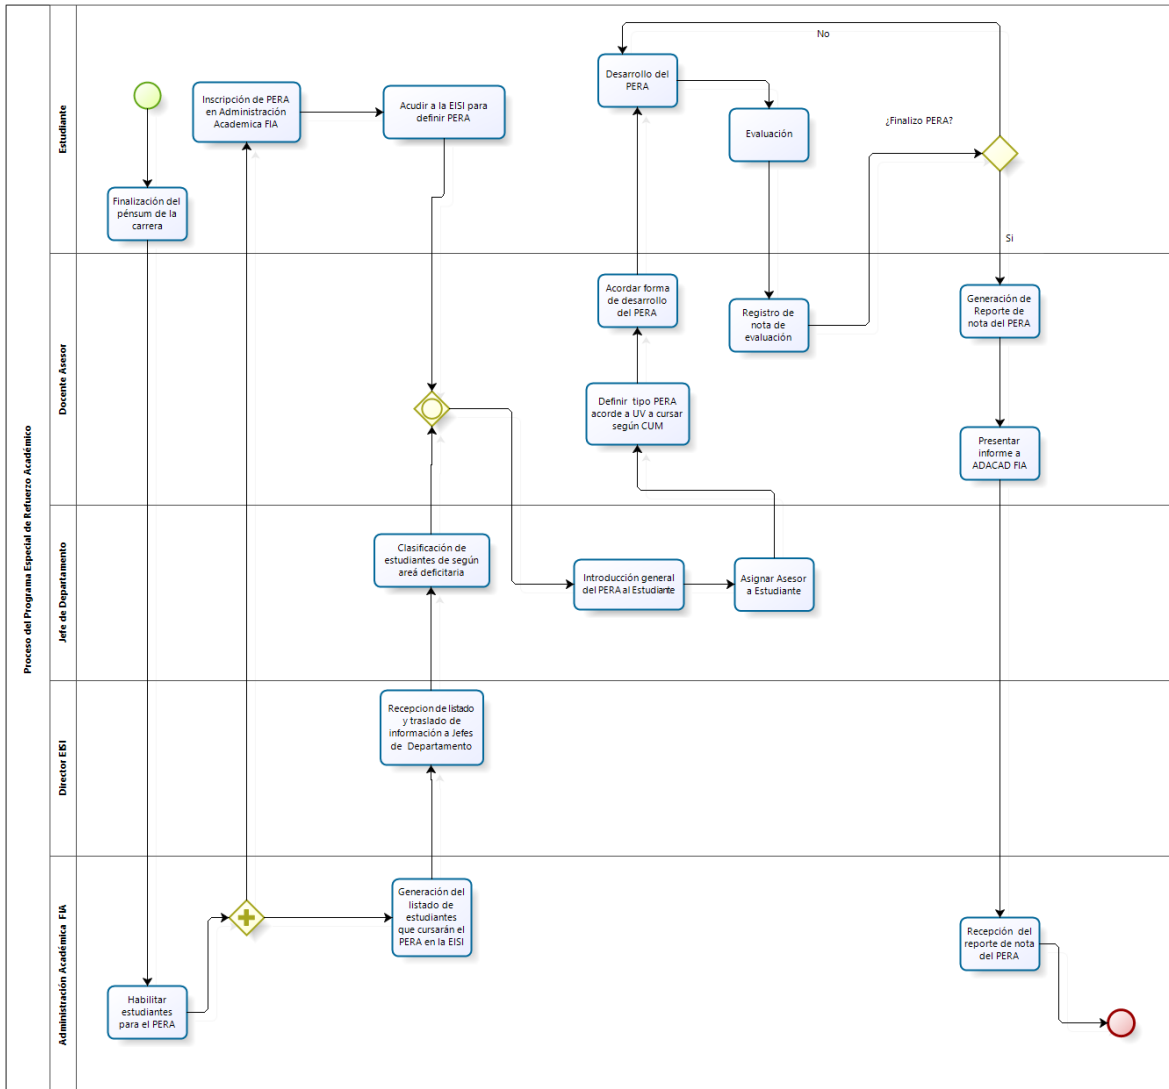 Proceso del Programa Especial de Refuerzo Académico
Estudiante
Inscripción de PERA
en Administración
Academica FIA
Acudir a la EISI para
definir PERA
Finalización del
pénsum de la
carrera
Desarrollo del
PERA
Evaluación
No
¿Finalizo PERA?
Si
Docente Asesor
Acordar forma
de desarrollo
del PERA
Registro de
nota de
evaluación
Generación de
Reporte de
nota del PERA
Definir tipo PERA
acorde a UV a cursar
según CUM
Presentar
informe a
ADACAD FIA
Jefe de Departamento
Clasificación de
estudiantes de según
areá deficitaria
Introducción general
del PERA al Estudiante
Asignar Asesor
a Estudiante
Director EISI
Recepcion de listado
y traslado de
información a Jefes
de Departamento
Administración Académica FIA
Generación del
listado de
estudiantes
que cursarán el
PERA en la EISI
Habilitar
estudiantes
para el PERA
Recepción del
reporte de nota
del PERA